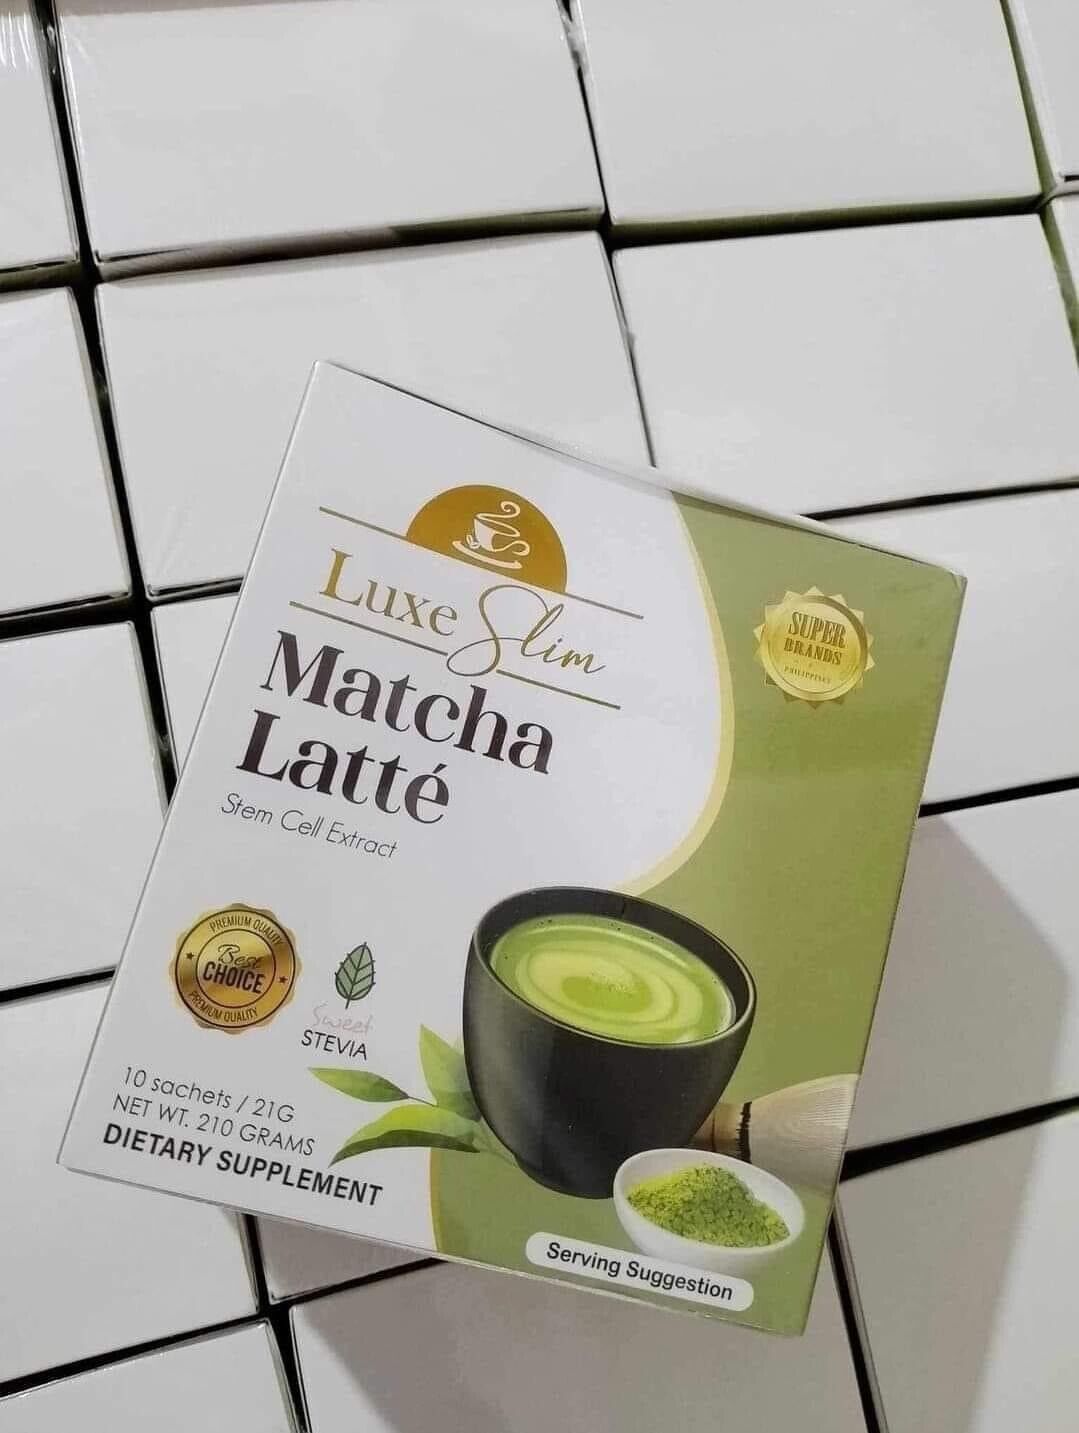 Luxe Slim
Matcha
Latté
Stem Cell Extract
SUPER
BRANDS
PHILIPPINES
PREMIUM QUALITY
Best
CHOICE
PREMIUM QUALITY
Sweet
STEVIA
10 sachets / 21G
NET WT. 210 GRAMS
DIETARY SUPPLEMENT
Serving Suggestion